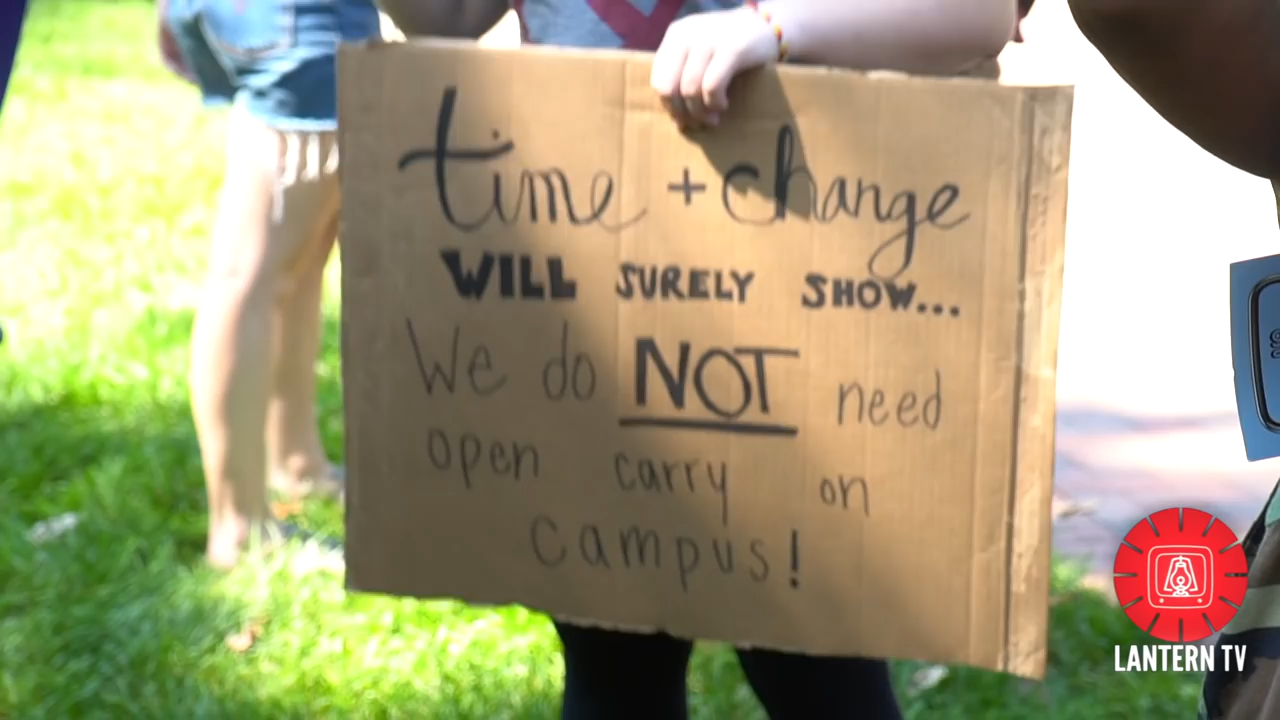 time + change
WILL SURELY SHOW...
We do NOT need
open carry on
campus!
LANTERN TV